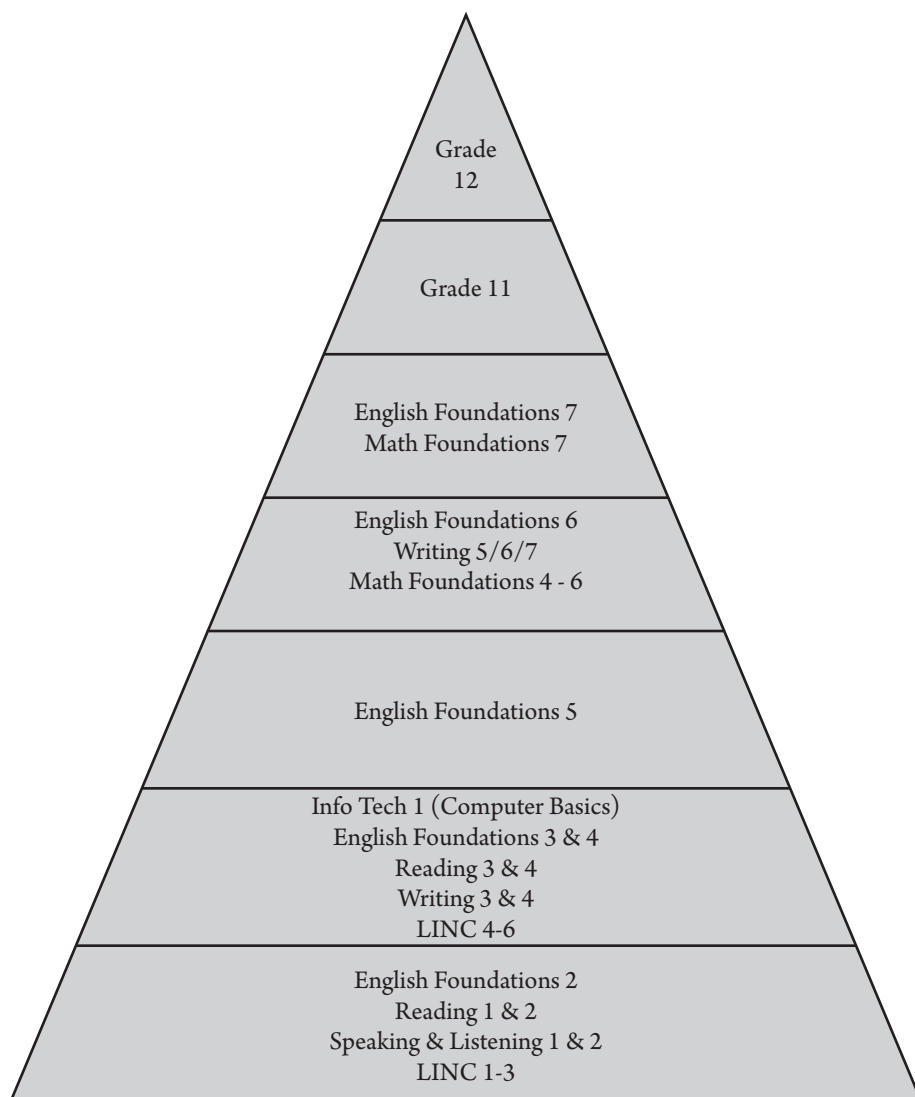 Grade
12
Grade 11
English Foundations 7
Math Foundations 7
English Foundations 6
Writing 5/6/7
Math Foundations 4 - 6
English Foundations 5
Info Tech 1 (Computer Basics)
English Foundations 3 & 4
Reading 3 & 4
Writing 3 & 4
LINC 4-6
English Foundations 2
Reading 1 & 2
Speaking & Listening 1 & 2
LINC 1-3